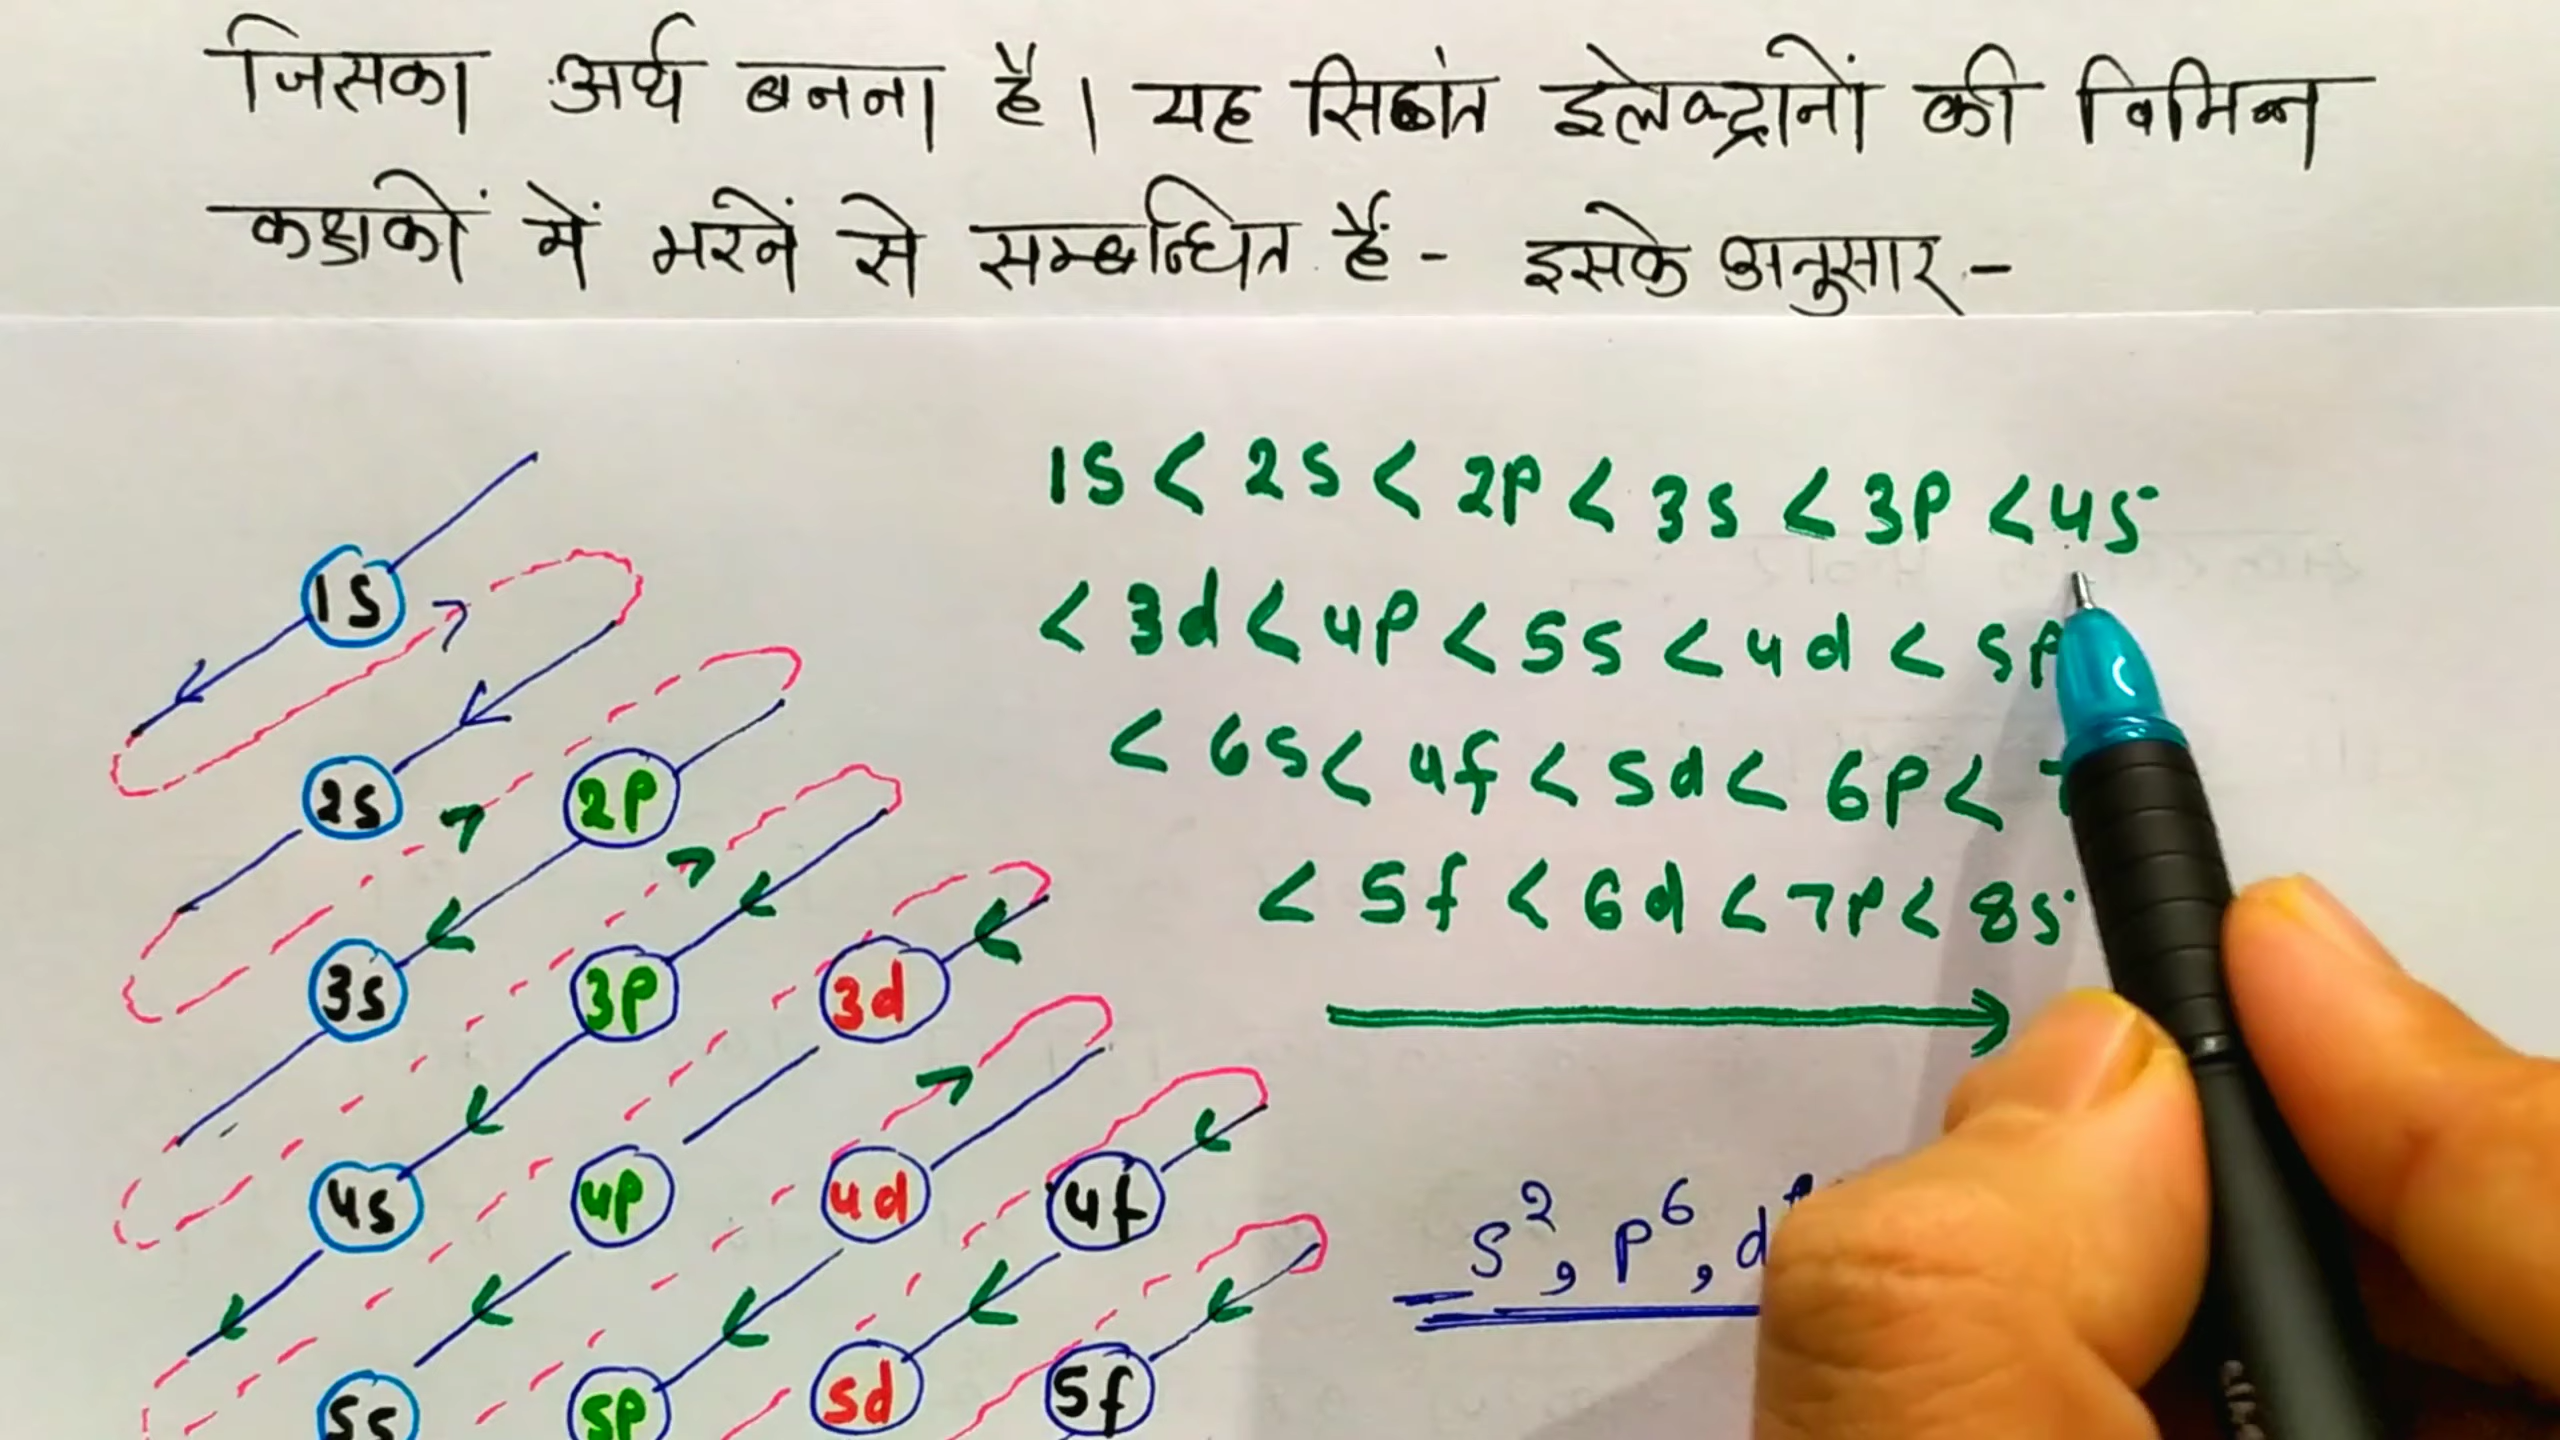 जिसका अर्थ बनना है। यह सिद्धांत इलेक्ट्रानों की विभिन्न
कक्षकों में भरनें से सम्बन्धित हैं - इसके अनुसार -
1s < 2s < 2p < 3s < 3p < 4s
< 3d < 4p < 5s < 4d < 5p
< 6s < 4f < 5d < 6p <
< 5f < 6d < 7p < 8s
1s
2s 2p
3s 3p 3d
4s 4p 4d 4f
5s 5p 5d 5f
s², p⁶, d